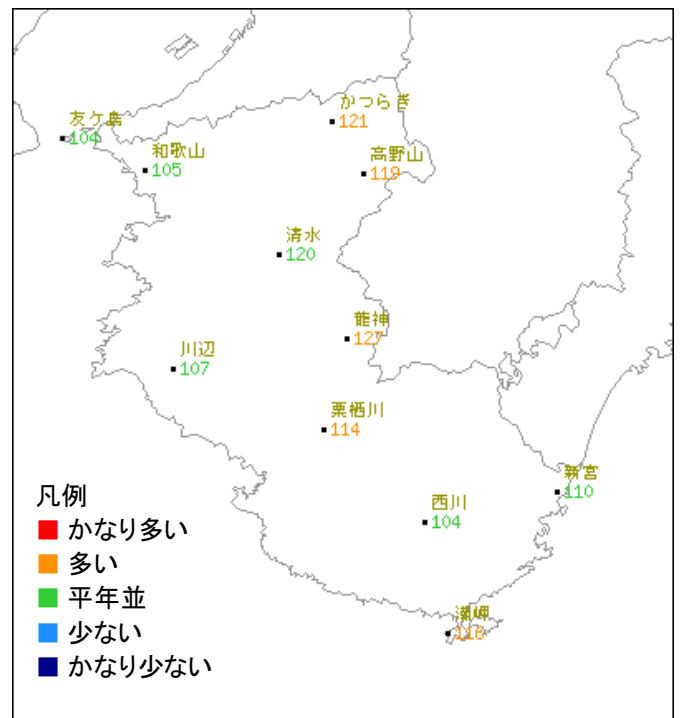 かつらぎ
121
友ケ島
104
和歌山
105
高野山
119
清水
120
龍神
127
川辺
107
栗栖川
114
新宮
110
西川
104
潮岬
116
凡例
かなり多い
多い
平年並
少ない
かなり少ない